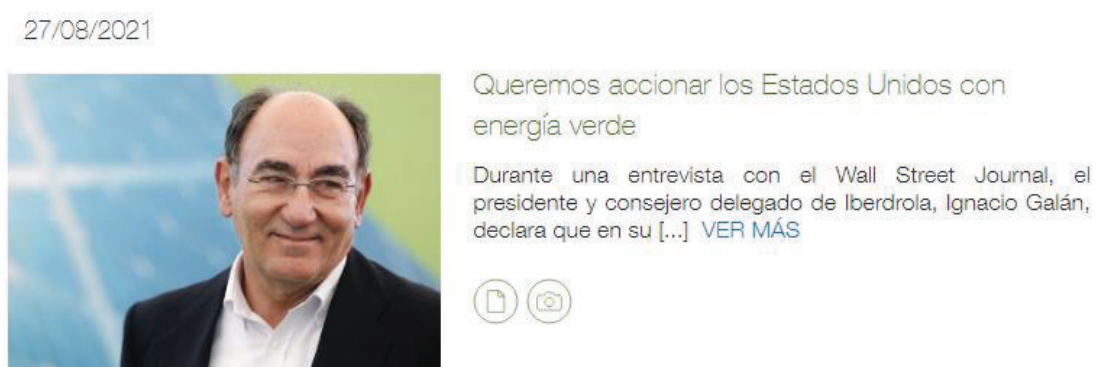 27/08/2021
Queremos accionar los Estados Unidos con
energía verde
Durante una entrevista con el Wall Street Journal, el
presidente y consejero delegado de Iberdrola, Ignacio Galán,
declara que en su [...] VER MÁS